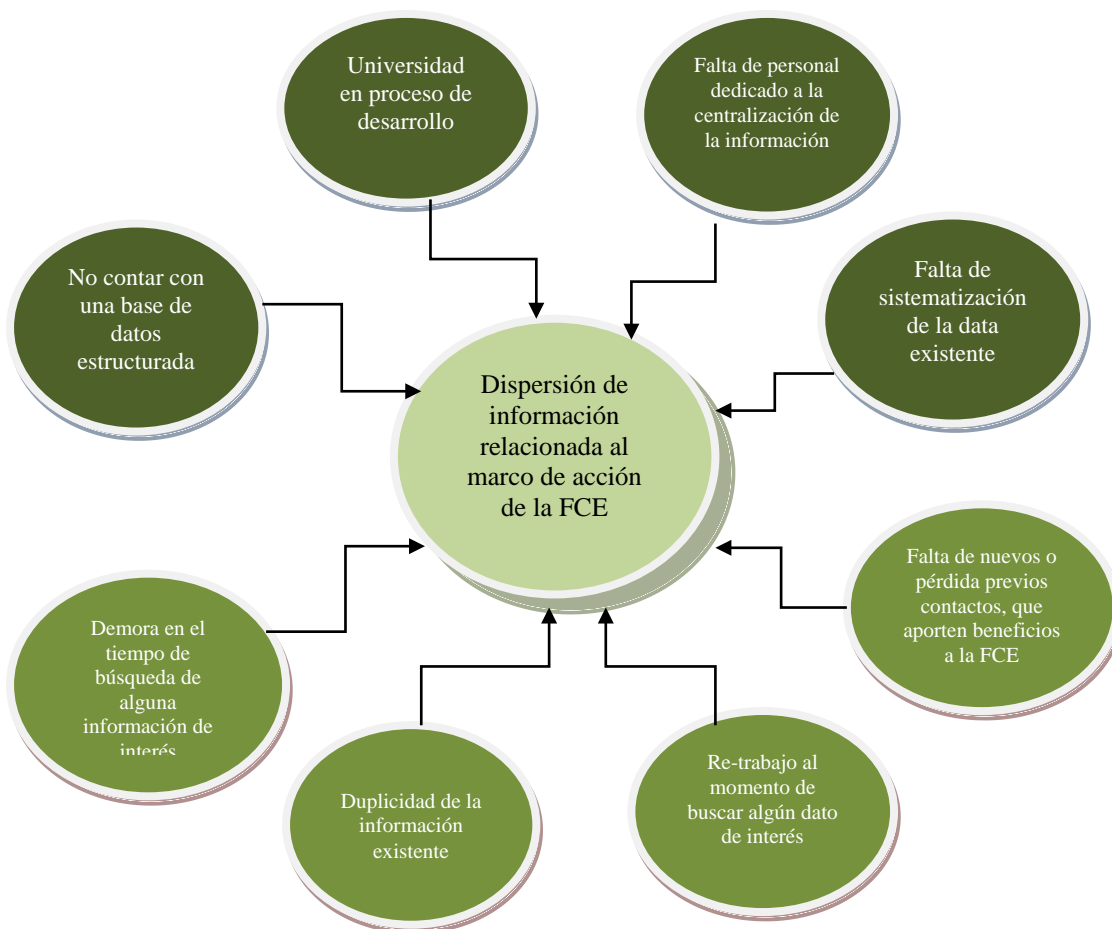 Universidad
en proceso de
desarrollo
Falta de personal
dedicado a la
centralización de
la información
No contar con
una base de
datos
estructurada
Falta de
sistematización
de la data
existente
Dispersión de
información
relacionada al
marco de acción
de la FCE
Falta de nuevos o
pérdida previos
contactos, que
aporten beneficios
a la FCE
Demora en el
tiempo de
búsqueda de
alguna
información de
interés
Duplicidad de la
información
existente
Re-trabajo al
momento de
buscar algún dato
de interés